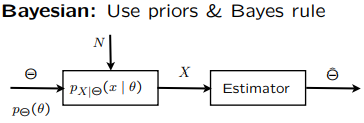 Bayesian: Use priors & Bayes rule
N
Θ
p_{X|Θ}(x | θ)
X
Estimator
Θ̂
p_Θ(θ)